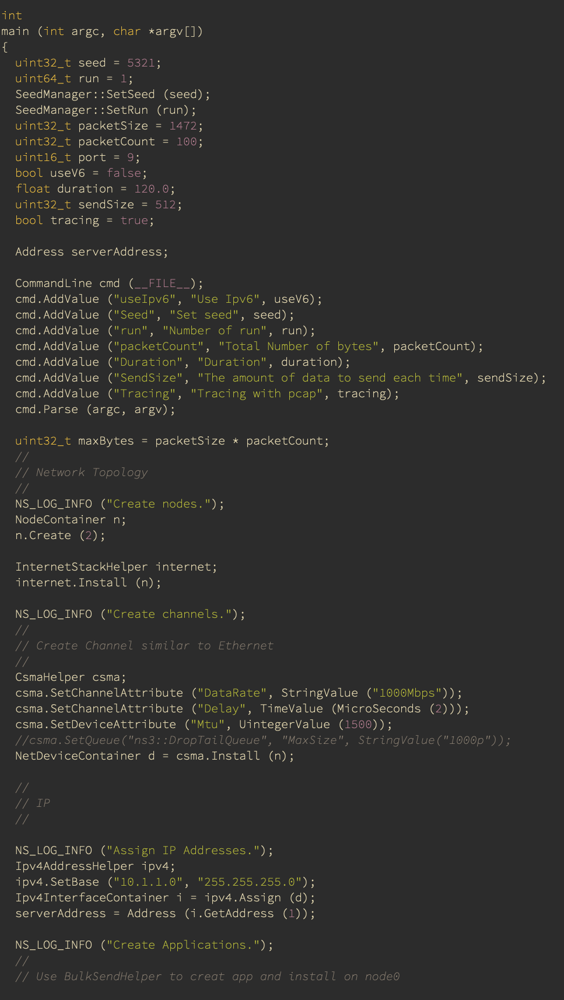 int
main (int argc, char *argv[])
{
  uint32_t seed = 5321;
  uint64_t run = 1;
  SeedManager::SetSeed (seed);
  SeedManager::SetRun (run);
  uint32_t packetSize = 1472;
  uint32_t packetCount = 100;
  uint16_t port = 9;
  bool useV6 = false;
  float duration = 120.0;
  uint32_t sendSize = 512;
  bool tracing = true;

  Address serverAddress;

  CommandLine cmd (__FILE__);
  cmd.AddValue ("useIpv6", "Use Ipv6", useV6);
  cmd.AddValue ("Seed", "Set seed", seed);
  cmd.AddValue ("run", "Number of run", run);
  cmd.AddValue ("packetCount", "Total Number of bytes", packetCount);
  cmd.AddValue ("Duration", "Duration", duration);
  cmd.AddValue ("SendSize", "The amount of data to send each time", sendSize);
  cmd.AddValue ("Tracing", "Tracing with pcap", tracing);
  cmd.Parse (argc, argv);

  uint32_t maxBytes = packetSize * packetCount;
  //
  // Network Topology
  //
  NS_LOG_INFO ("Create nodes.");
  NodeContainer n;
  n.Create (2);

  InternetStackHelper internet;
  internet.Install (n);

  NS_LOG_INFO ("Create channels.");
  //
  // Create Channel similar to Ethernet
  //
  CsmaHelper csma;
  csma.SetChannelAttribute ("DataRate", StringValue ("1000Mbps"));
  csma.SetChannelAttribute ("Delay", TimeValue (MicroSeconds (2)));
  csma.SetDeviceAttribute ("Mtu", UintegerValue (1500));
  //csma.SetQueue("ns3::DropTailQueue", "MaxSize", StringValue("1000p"));
  NetDeviceContainer d = csma.Install (n);

  //
  // IP
  //

  NS_LOG_INFO ("Assign IP Addresses.");
  Ipv4AddressHelper ipv4;
  ipv4.SetBase ("10.1.1.0", "255.255.255.0");
  Ipv4InterfaceContainer i = ipv4.Assign (d);
  serverAddress = Address (i.GetAddress (1));

  NS_LOG_INFO ("Create Applications.");
  //
  // Use BulkSendHelper to creat app and install on node0